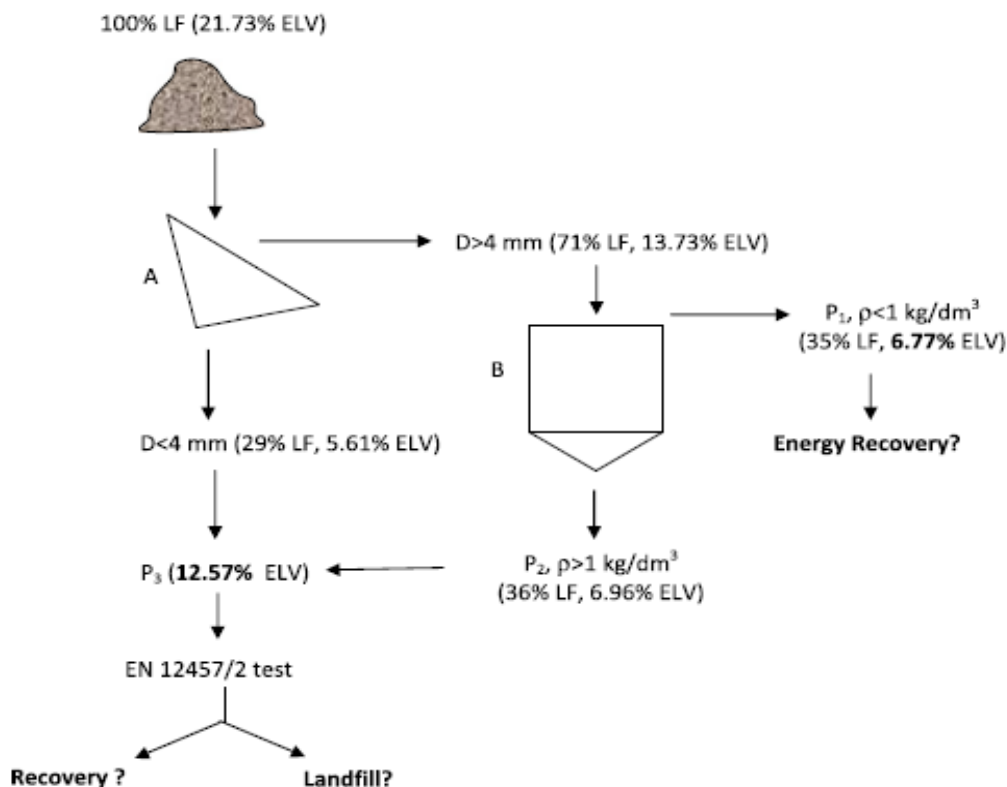 100% LF (21.73% ELV)
A
D>4 mm (71% LF, 13.73% ELV)
P₁, ρ<1 kg/dm³
(35% LF, 6.77% ELV)
B
D<4 mm (29% LF, 5.61% ELV)
Energy Recovery?
P₃ (12.57% ELV)
P₂, ρ>1 kg/dm³
(36% LF, 6.96% ELV)
EN 12457/2 test
Recovery ?
Landfill?